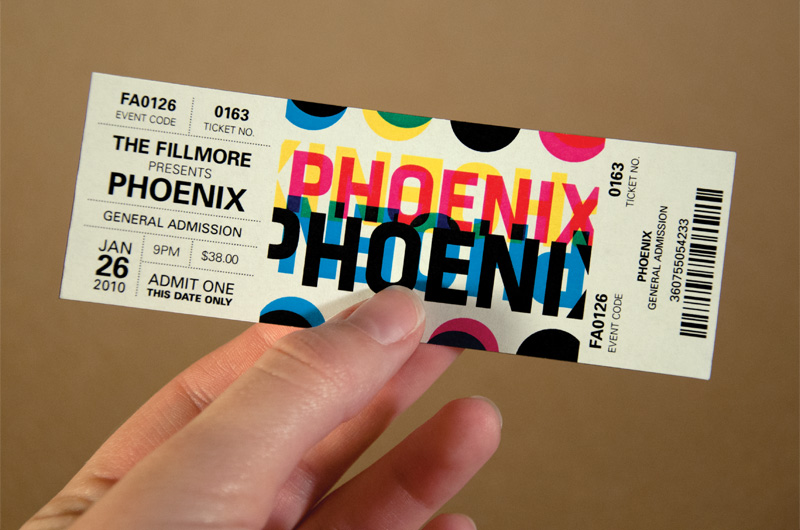 FA0126
EVENT CODE
0163
TICKET NO.
THE FILLMORE
PRESENTS
PHOENIX
GENERAL ADMISSION
JAN
26
2010
9PM
$38.00
ADMIT ONE
THIS DATE ONLY
PHOENIX
PHOENIX
0163
TICKET NO.
FA0126
EVENT CODE
PHOENIX
GENERAL ADMISSION
360755054233